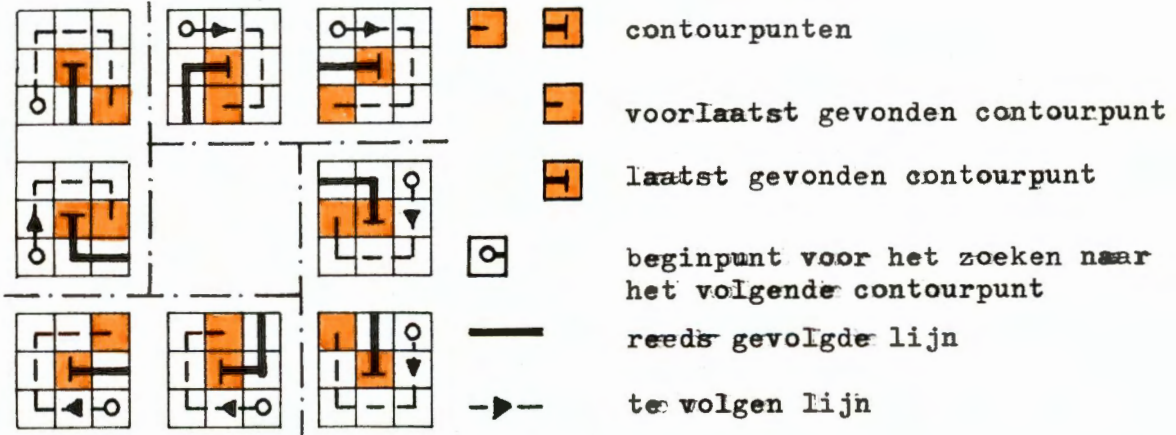 contourpunten
voorlaatst gevonden contourpunt
laatst gevonden contourpunt
beginpunt voor het zoeken naar
het volgende contourpunt
reeds gevolgde lijn
te volgen lijn